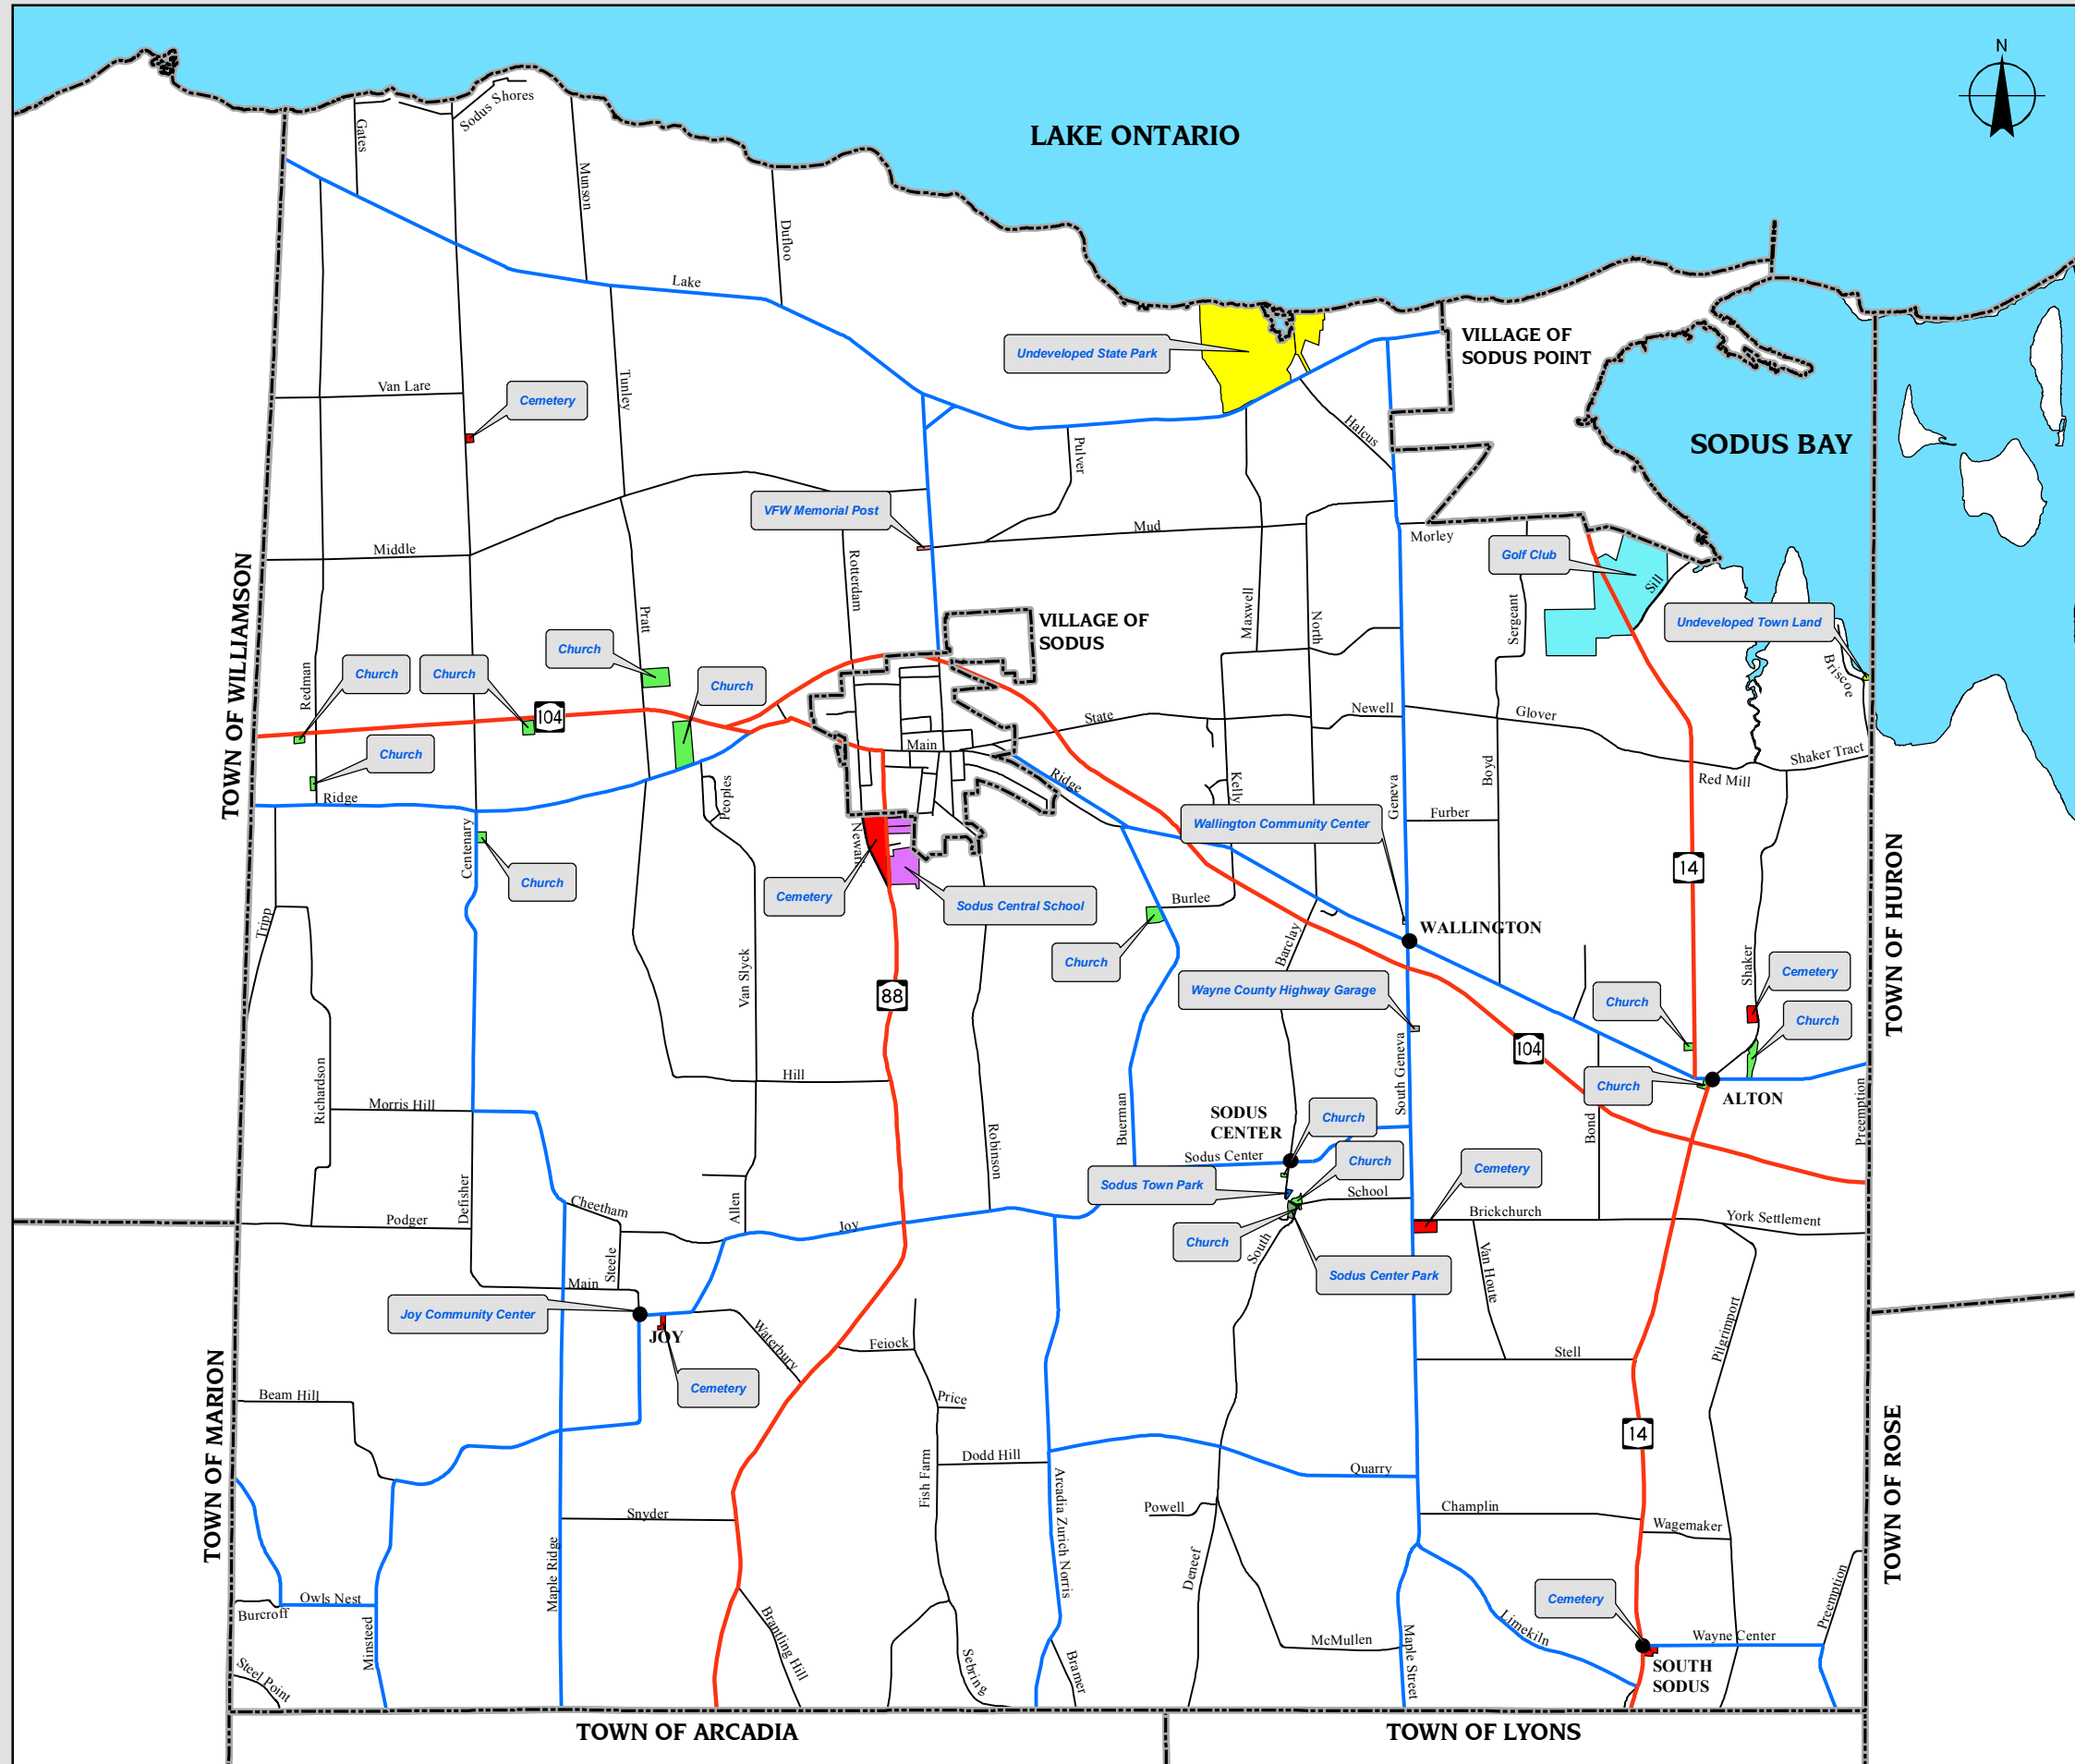 N
LAKE ONTARIO
Gates
Sodus Shores
Munson
Dufloo
Lake
Undeveloped State Park
VILLAGE OF
SODUS POINT
Van Lare
Cemetery
Tunley
Pulver
Halcus
SODUS BAY
VFW Memorial Post
Middle
Mud
Morley
Rotterdam
Golf Club
Sill
TOWN OF WILLIAMSON
Pratt
Maxwell
North
Sergeant
VILLAGE OF
SODUS
Undeveloped Town Land
Briscoe
Church
Church
Church
Church
Redman
104
State
Newell
Glover
Main
Church
Ridge
Shaker Tract
Red Mill
Ridge
Peoples
Kelly
Geneva
Boyd
Furber
Wallington Community Center
Centenary
Newark
14
Church
Cemetery
Sodus Central School
Burlee
TOWN OF HURON
Tripp
WALLINGTON
Barclay
Church
Van Slyck
Shaker
Cemetery
88
Wayne County Highway Garage
Church
Church
104
Hill
South Geneva
Church
ALTON
Richardson
Morris Hill
Buerman
SODUS
CENTER
Church
Bond
Preemption
Robinson
Sodus Center
Church
Cemetery
Sodus Town Park
School
Defisher
Cheetham
Allen
Podger
Joy
Brickchurch
York Settlement
Church
South
Steele
Van Houte
Sodus Center Park
Main
Joy Community Center
JOY
Waterbury
Feiock
Stell
Pilgrimport
Cemetery
Beam Hill
Price
TOWN OF MARION
14
TOWN OF ROSE
Dodd Hill
Quarry
Fish Farm
Arcadia Zurich Norris
Snyder
Powell
Champlin
Wagemaker
Maple Ridge
Deneef
Owls Nest
Burcroff
Cemetery
Preemption
Minsteed
Brantling Hill
Limekiln
McMullen
Wayne Center
Maple Street
Steel Point
Sebring
Bramer
SOUTH
SODUS
TOWN OF ARCADIA
TOWN OF LYONS